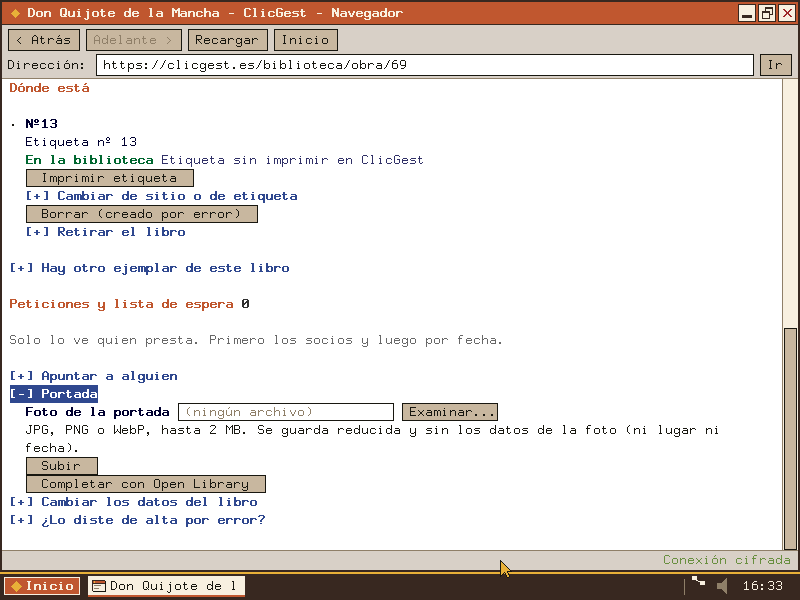 Don Quijote de la Mancha - ClicGest - Navegador
< Atrás
Adelante >
Recargar
Inicio
Dirección: https://clicgest.es/biblioteca/obra/69 Ir
Dónde está
· Nº13
Etiqueta nº 13
En la biblioteca Etiqueta sin imprimir en ClicGest
Imprimir etiqueta
[+] Cambiar de sitio o de etiqueta
Borrar (creado por error)
[+] Retirar el libro
[+] Hay otro ejemplar de este libro
Peticiones y lista de espera 0
Solo lo ve quien presta. Primero los socios y luego por fecha.
[+] Apuntar a alguien
[-] Portada
Foto de la portada (ningún archivo) Examinar...
JPG, PNG o WebP, hasta 2 MB. Se guarda reducida y sin los datos de la foto (ni lugar ni
fecha).
Subir
Completar con Open Library
[+] Cambiar los datos del libro
[+] ¿Lo diste de alta por error?
Conexión cifrada
Inicio
Don Quijote de l
16:33